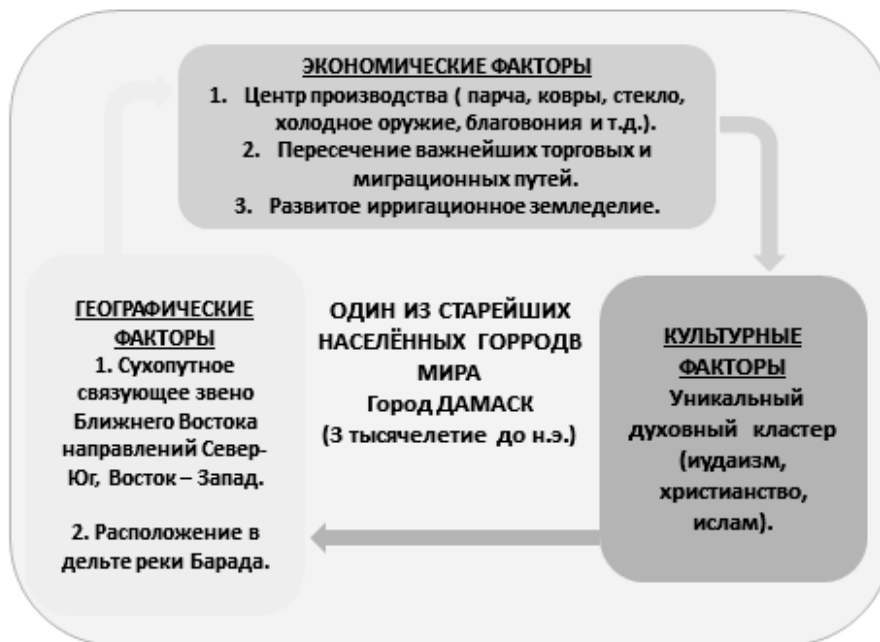 ЭКОНОМИЧЕСКИЕ ФАКТОРЫ
1. Центр производства ( парча, ковры, стекло,
холодное оружие, благовония и т.д.).
2. Пересечение важнейших торговых и
миграционных путей.
3. Развитое ирригационное земледелие.
ГЕОГРАФИЧЕСКИЕ
ФАКТОРЫ
1. Сухопутное
связующее звено
Ближнего Востока
направлений Север-
Юг, Восток – Запад.
2. Расположение в
дельте реки Барада.
ОДИН ИЗ СТАРЕЙШИХ
НАСЕЛЁННЫХ ГОРРОДВ
МИРА
Город ДАМАСК
(3 тысячелетие до н.э.)
КУЛЬТУРНЫЕ
ФАКТОРЫ
Уникальный
духовный кластер
(иудаизм,
христианство,
ислам).